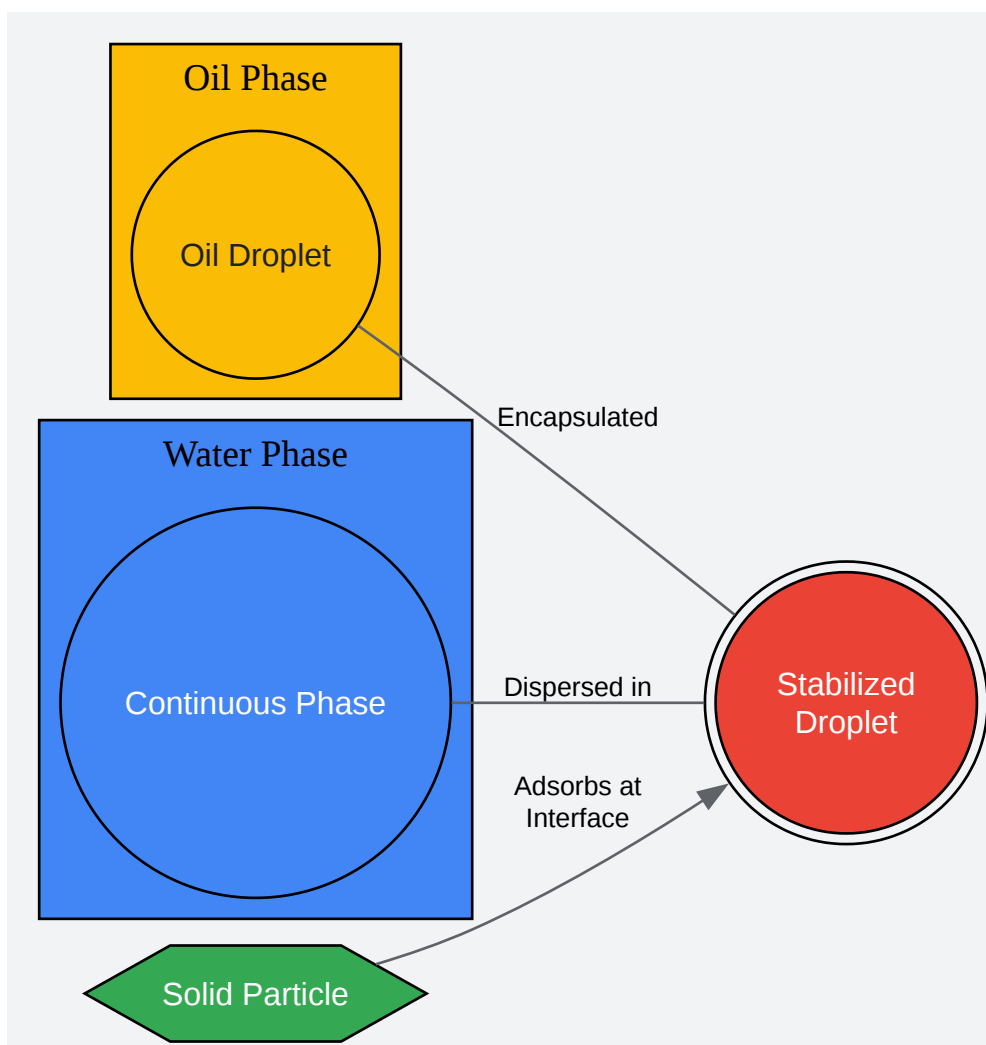 Oil Phase
Oil Droplet
Encapsulated
Water Phase
Continuous Phase
Dispersed in
Stabilized
Droplet
Adsorbs at
Interface
Solid Particle